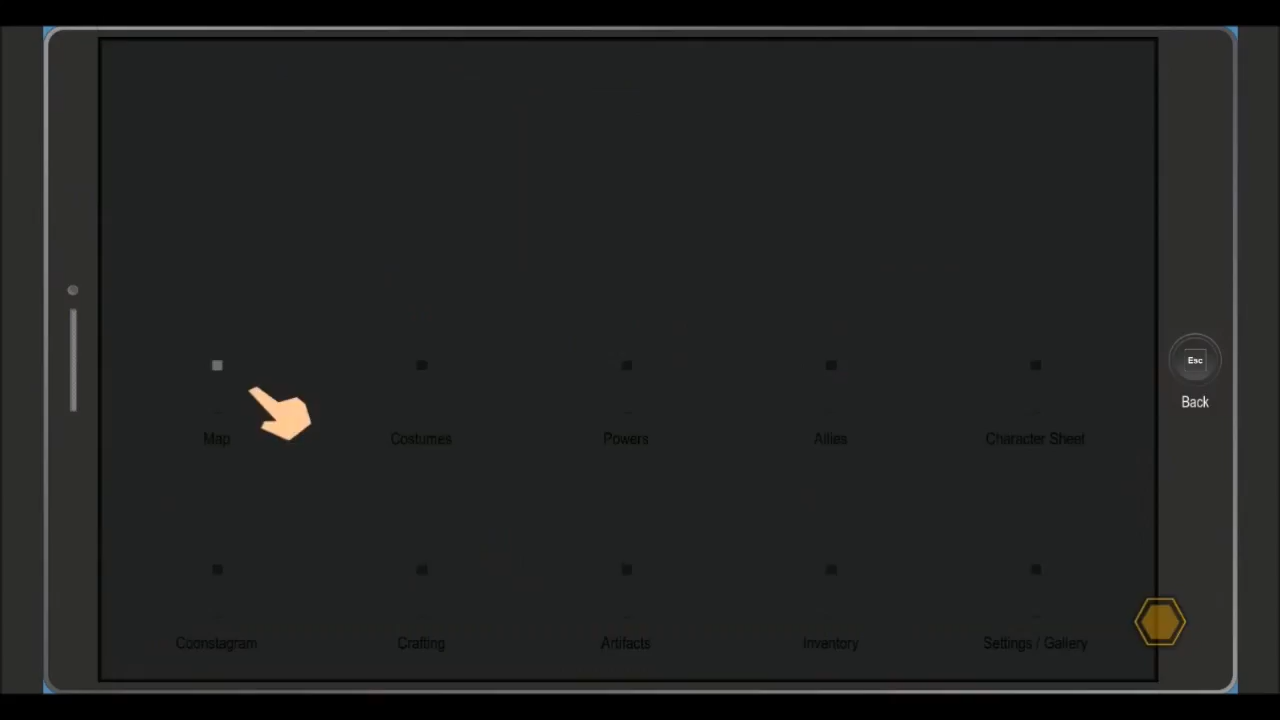 Esc
Back
Map
Costumes
Powers
Allies
Character Sheet
Coonstagram
Crafting
Artifacts
Inventory
Settings / Gallery